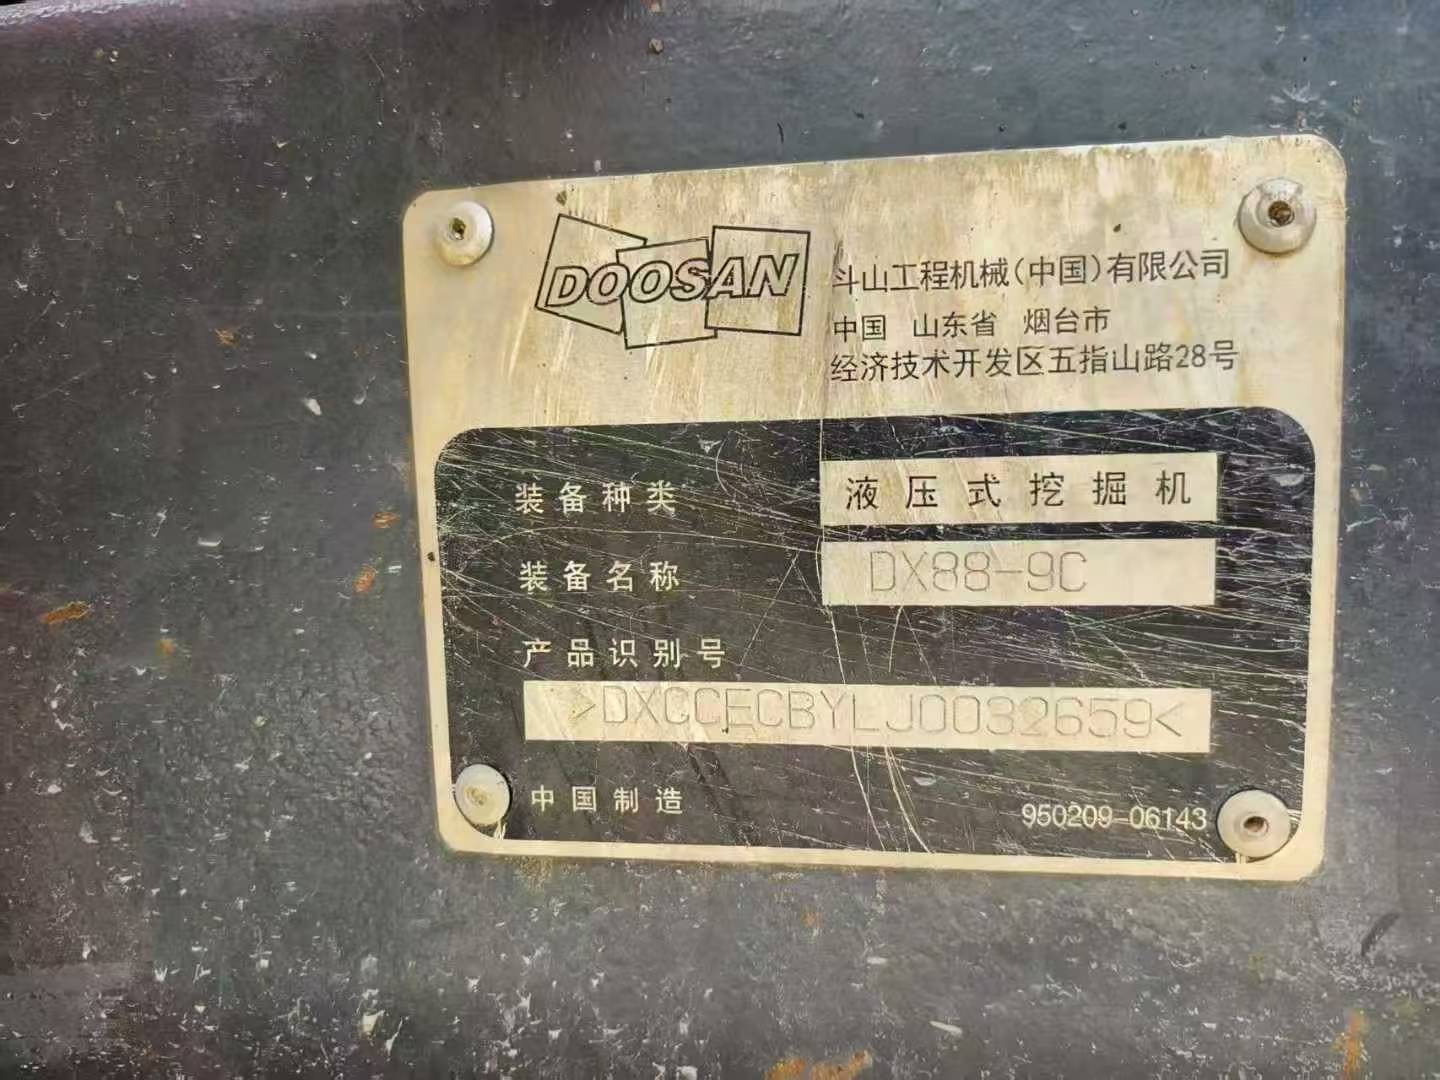 DOOSAN
斗山工程机械(中国)有限公司
中国 山东省 烟台市
经济技术开发区五指山路28号
装备种类 液压式挖掘机
装备名称 DX88-9C
产品识别号
>DXCCECBYLJ0032659<
中国制造 950209-06143